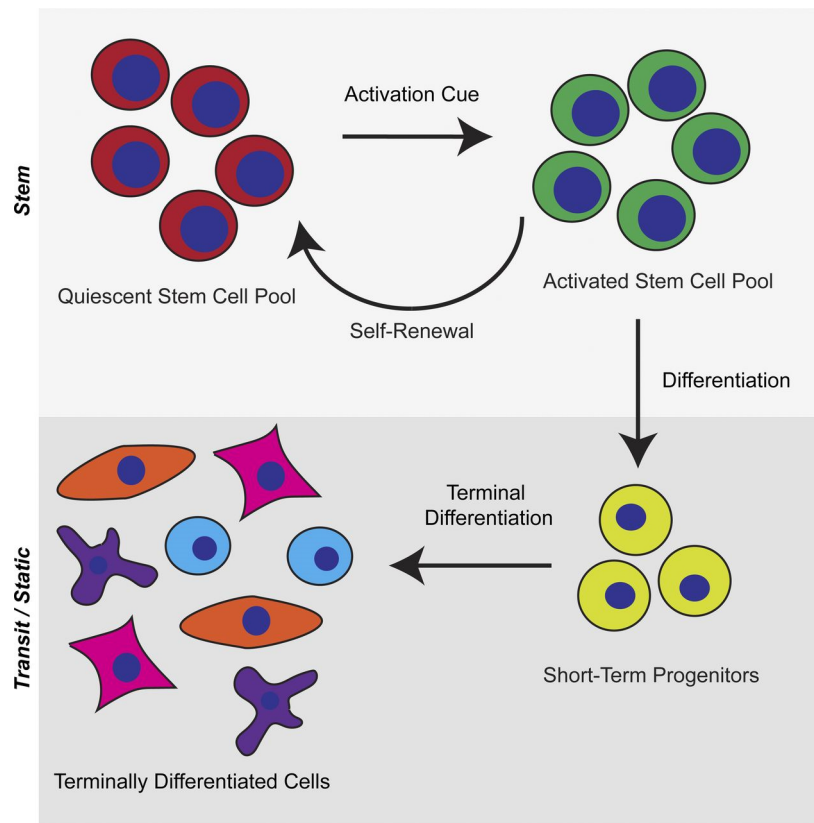 Stem
Activation Cue
Quiescent Stem Cell Pool
Activated Stem Cell Pool
Self-Renewal
Differentiation
Transit / Static
Terminal
Differentiation
Short-Term Progenitors
Terminally Differentiated Cells